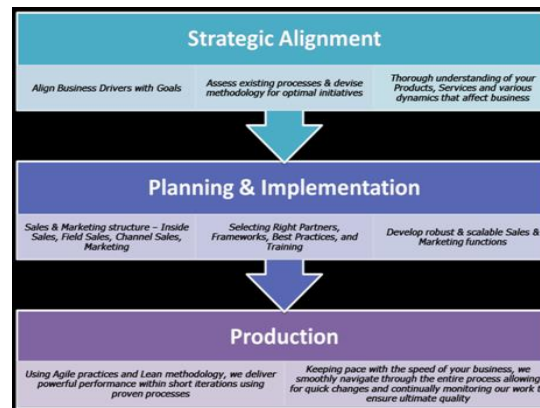 Strategic Alignment
Align Business Drivers with Goals
Assess existing processes & devise
methodology for optimal initiatives
Thorough understanding of your
Products, Services and various
dynamics that affect business
Planning & Implementation
Sales & Marketing structure – Inside
Sales, Field Sales, Channel Sales,
Marketing
Selecting Right Partners,
Frameworks, Best Practices, and
Training
Develop robust & scalable Sales &
Marketing functions
Production
Using Agile practices and Lean methodology, we deliver
powerful performance within short iterations using
proven processes
Keeping pace with the speed of your business, we
smoothly navigate through the entire process allowing
for quick changes and continually monitoring our work t
ensure ultimate quality